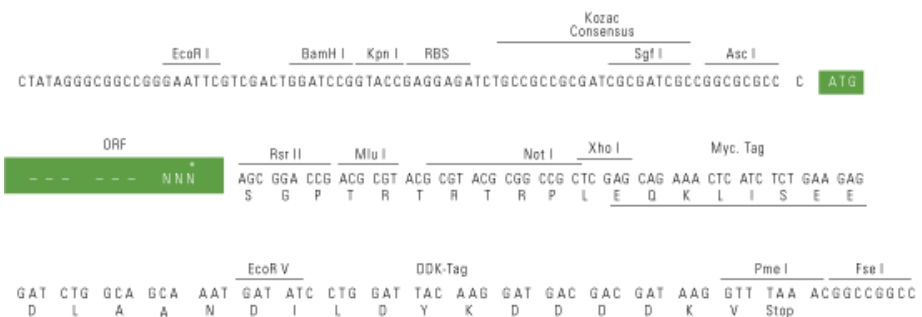 Kozac
Consensus
EcoR I BamH I Kpn I RBS Sgf I Asc I
CTATAGGGCGGCCGGGAATTCGTCGACTGGATCCGGTACCGAGGAGATCTGCCGCCGCGATCGCGATCGCCGGCGCGCC C ATG
ORF Rsr II Mlu I Not I Xho I Myc. Tag
--- --- NNN * AGC GGA CCG ACG CGT ACG CGT ACG CGG CCG CTC GAG CAG AAA CTC ATC TCT GAA GAG
S G P T R T R T R P L E Q K L I S E E
EcoR V DDK-Tag Pme I Fse I
GAT CTG GCA GCA AAT GAT ATC CTG GAT TAC AAG GAT GAC GAC GAT AAG GTT TAA ACGGCCGGCC
D L A A N D I L D Y K D D D D K V Stop